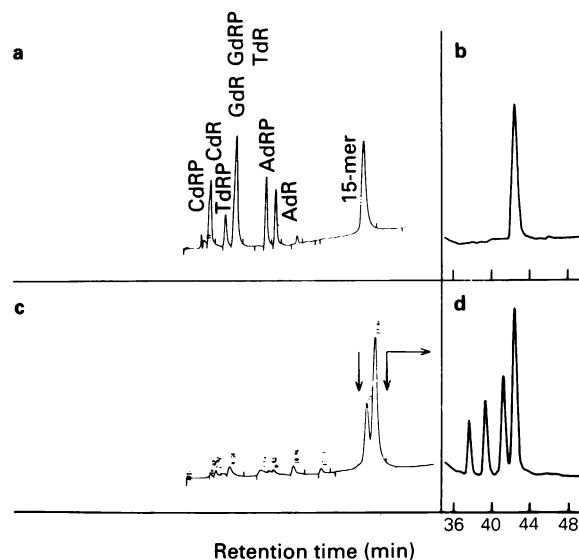 a
CdRP
CdR
TdRP
GdR
GdRP
TdR
AdRP
AdR
15-mer
b
c
d
36 40 44 48
Retention time (min)